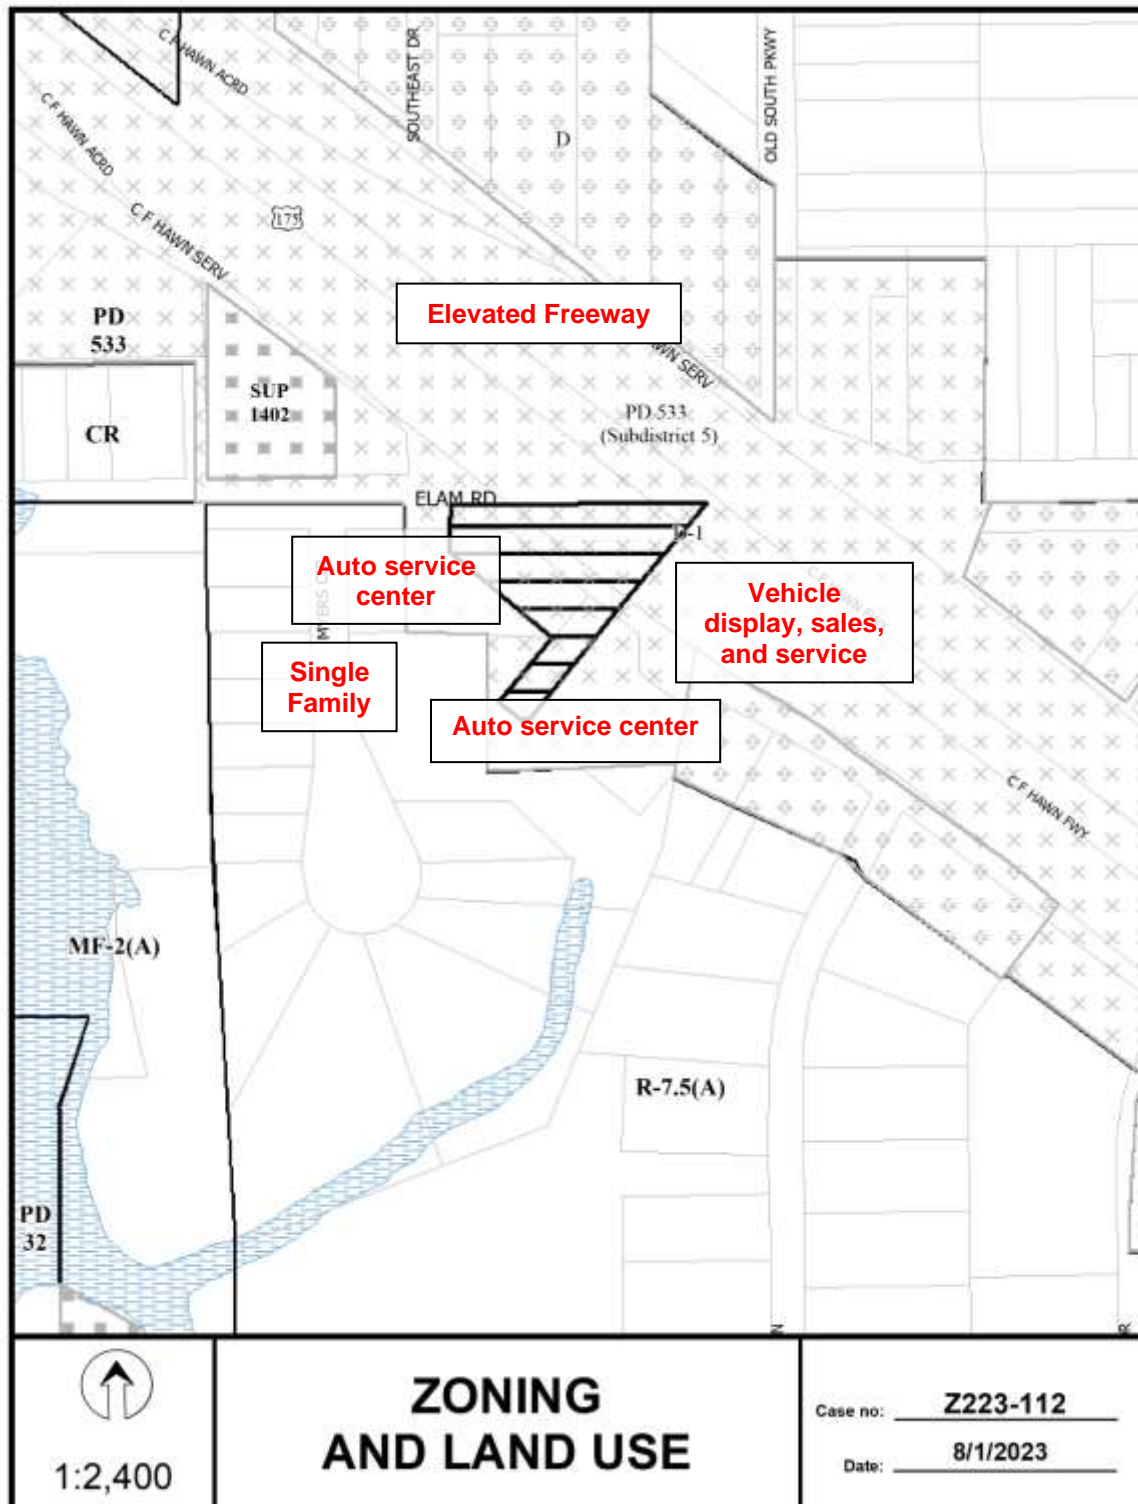 C F HAWN ACRD
SOUTHEAST DR
OLD SOUTH PKWY
C F HAWN ACRD
D
175
C F HAWN SERV
Elevated Freeway
PD
533
HAWN SERV
SUP
1402
PD 533
(Subdistrict 5)
CR
ELAM RD
D-1
Auto service
center
Vehicle
display, sales,
and service
MYERS
Single
Family
Auto service center
C F HAWN FWY
MF-2(A)
R-7.5(A)
PD
32
N
R
1:2,400
ZONING
AND LAND USE
Case no: Z223-112
Date: 8/1/2023